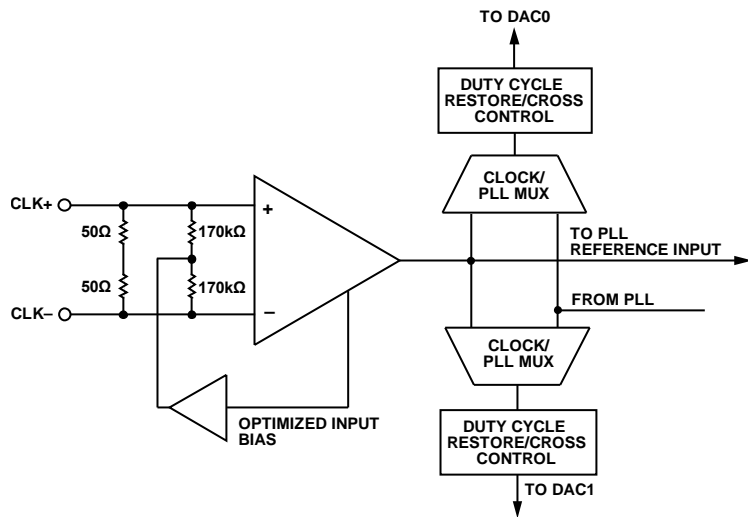 TO DAC0
DUTY CYCLE
RESTORE/CROSS
CONTROL
CLOCK/
PLL MUX
CLK+
+
50Ω
170kΩ
TO PLL
REFERENCE INPUT
50Ω
170kΩ
FROM PLL
CLK–
–
CLOCK/
PLL MUX
OPTIMIZED INPUT
BIAS
DUTY CYCLE
RESTORE/CROSS
CONTROL
TO DAC1